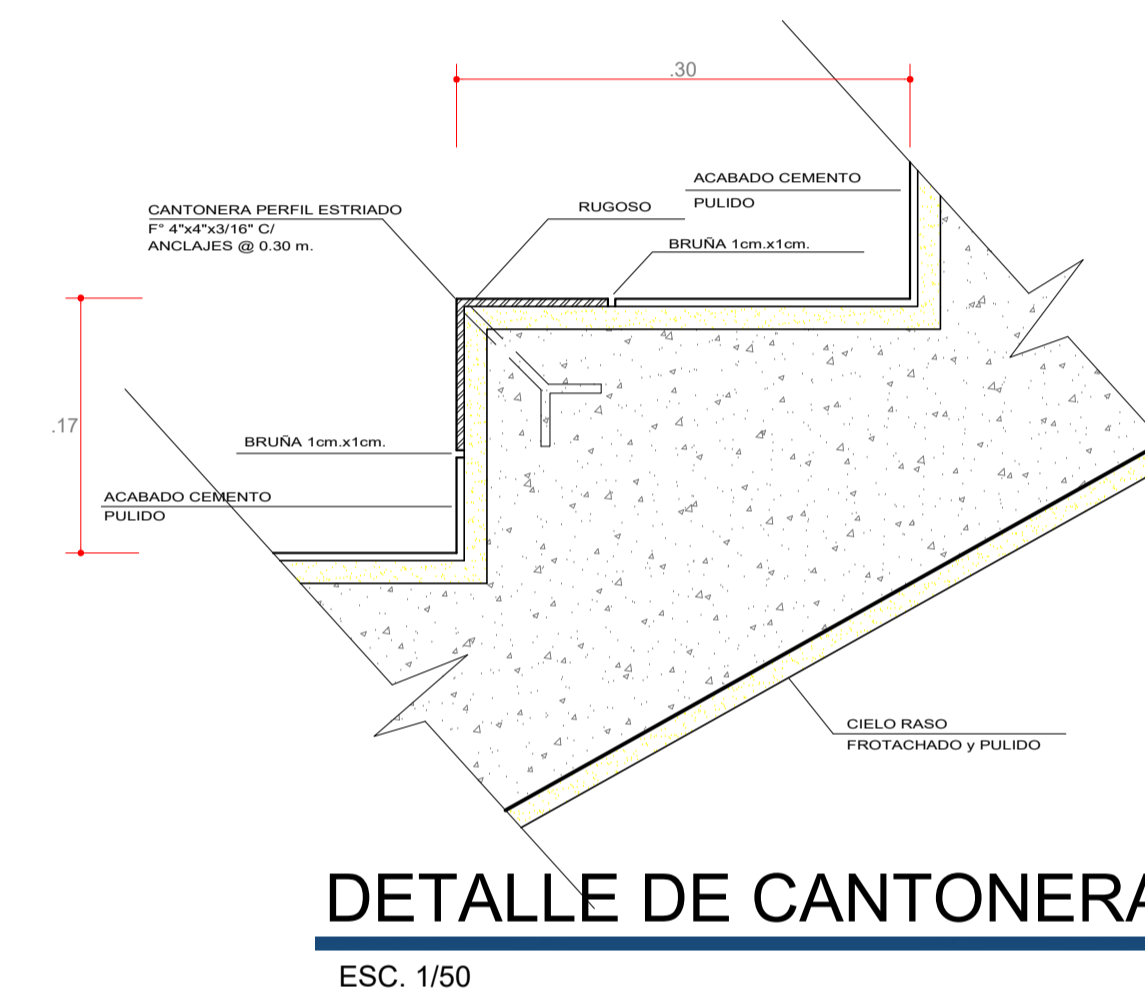 .30
ACABADO CEMENTO
PULIDO
CANTONERA PERFIL ESTRIADO
F° 4"x4"x3/16" C/
ANCLAJES @ 0.30 m.
RUGOSO
BRUÑA 1cm.x1cm.
.17
BRUÑA 1cm.x1cm.
ACABADO CEMENTO
PULIDO
CIELO RASO
FROTACHADO y PULIDO
DETALLE DE CANTONERA
ESC. 1/50